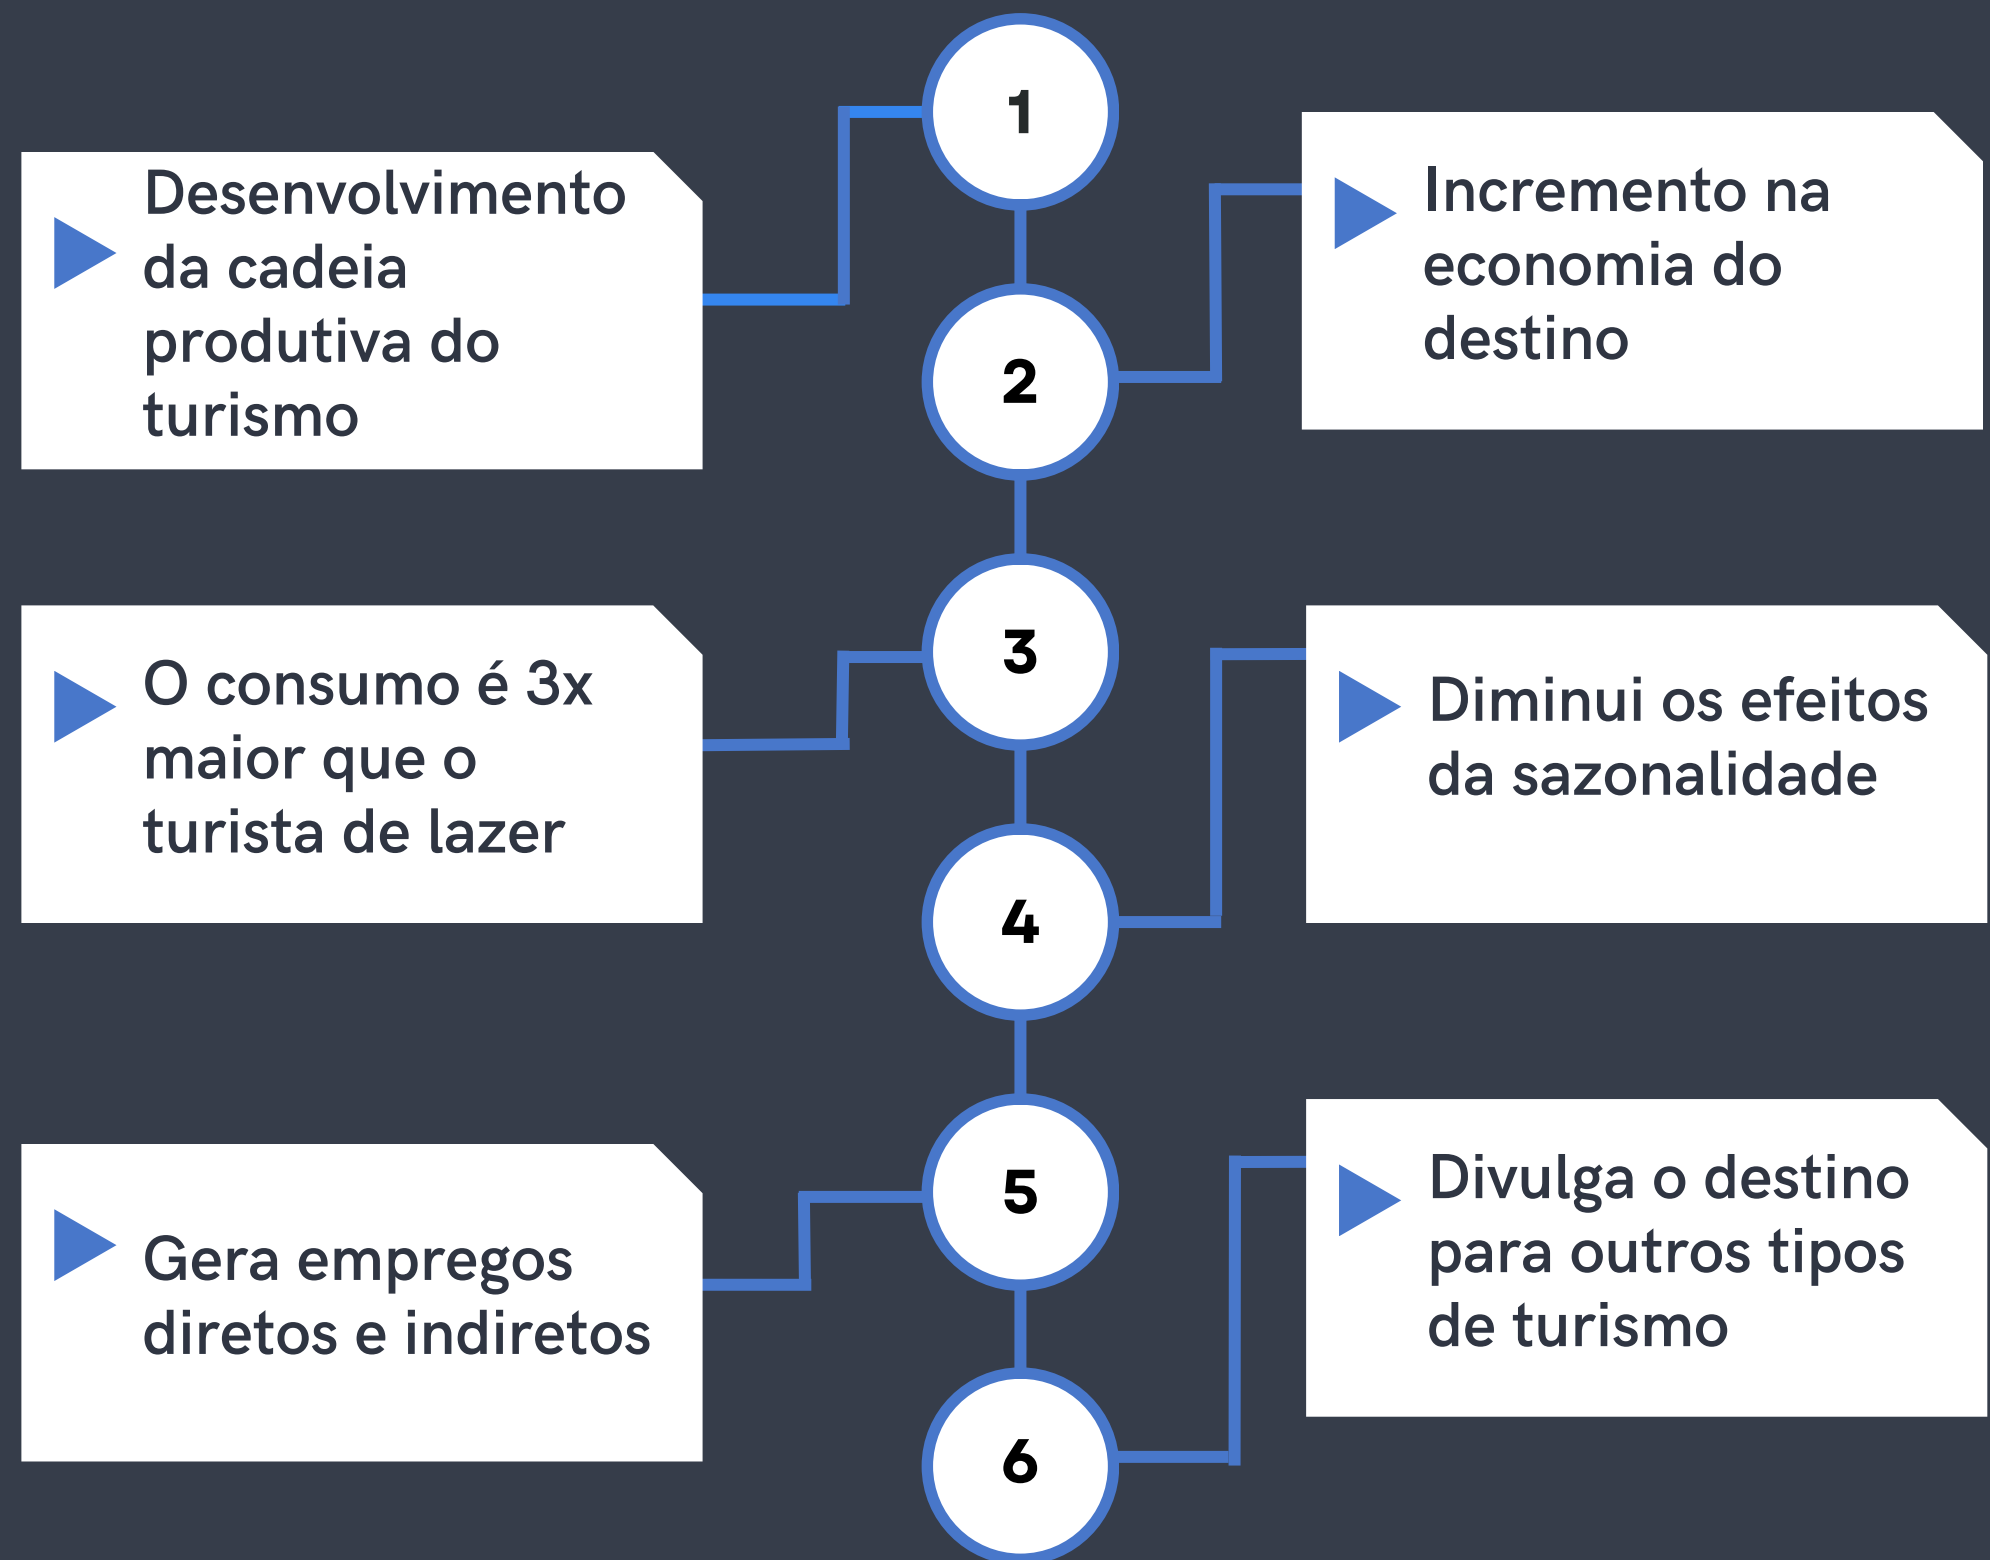 1
Desenvolvimento
da cadeia
produtiva do
turismo
2
Incremento na
economia do
destino
3
O consumo é 3x
maior que o
turista de lazer
4
Diminui os efeitos
da sazonalidade
5
Gera empregos
diretos e indiretos
6
Divulga o destino
para outros tipos
de turismo